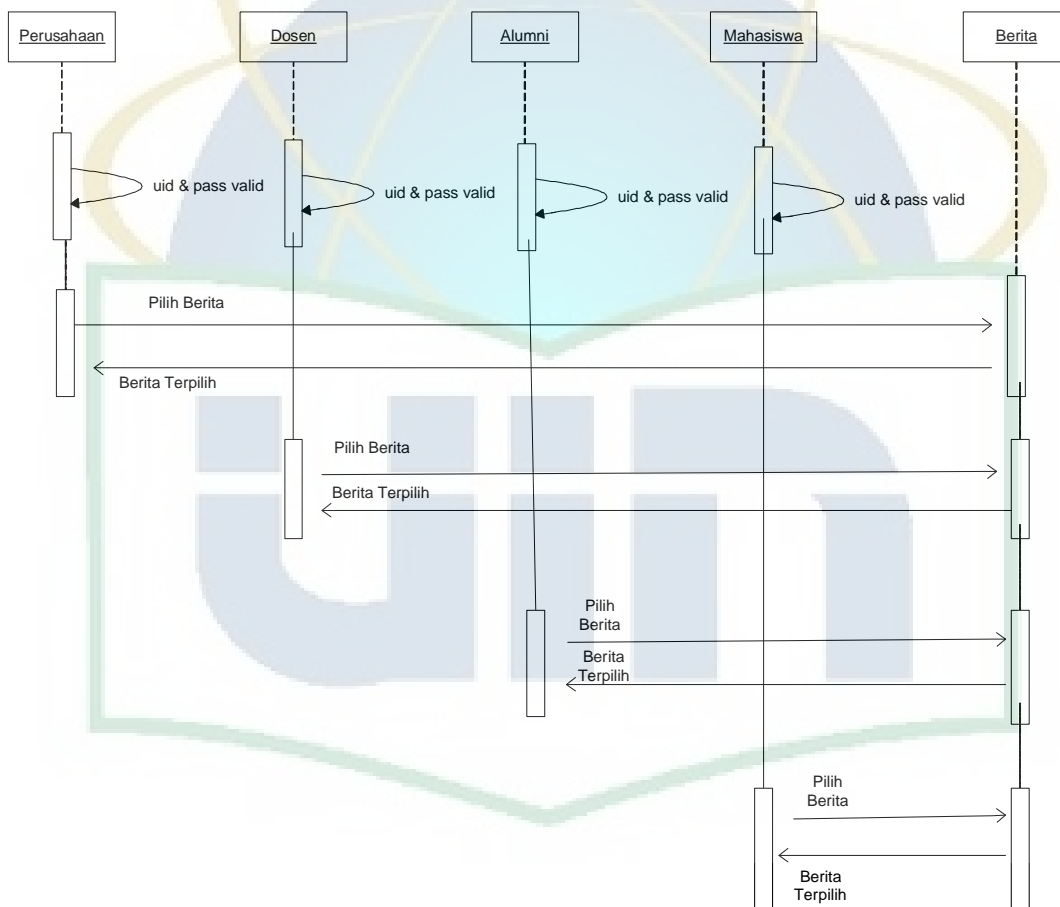 Perusahaan
Dosen
Alumni
Mahasiswa
Berita
uid & pass valid
uid & pass valid
uid & pass valid
uid & pass valid
Pilih Berita
Berita Terpilih
Pilih Berita
Berita Terpilih
Pilih
Berita
Berita
Terpilih
Pilih
Berita
Berita
Terpilih
uin